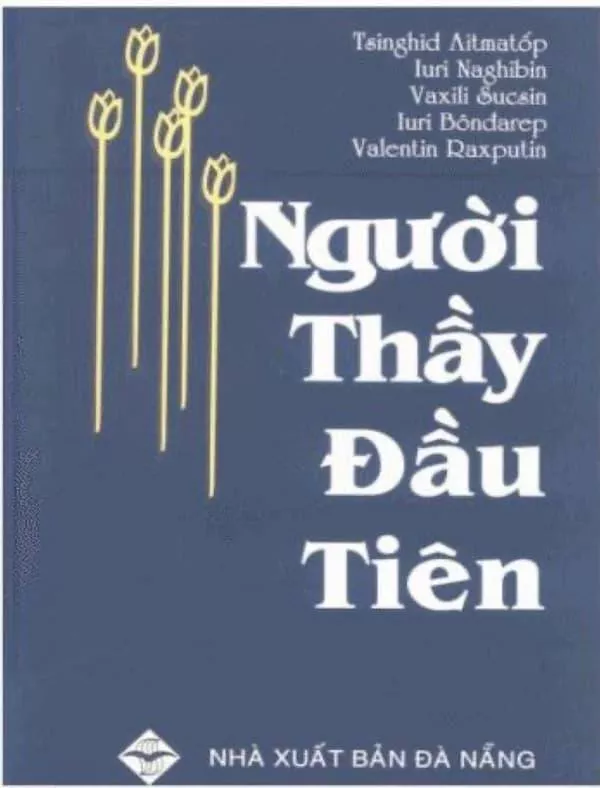 Tsinghid Aitmatốp
Iuri Naghibin
Vaxili Sucsin
Iuri Bônđarep
Valentin Raxputin
Người
Thầy
Đầu
Tiên
NHÀ XUẤT BẢN ĐÀ NẴNG